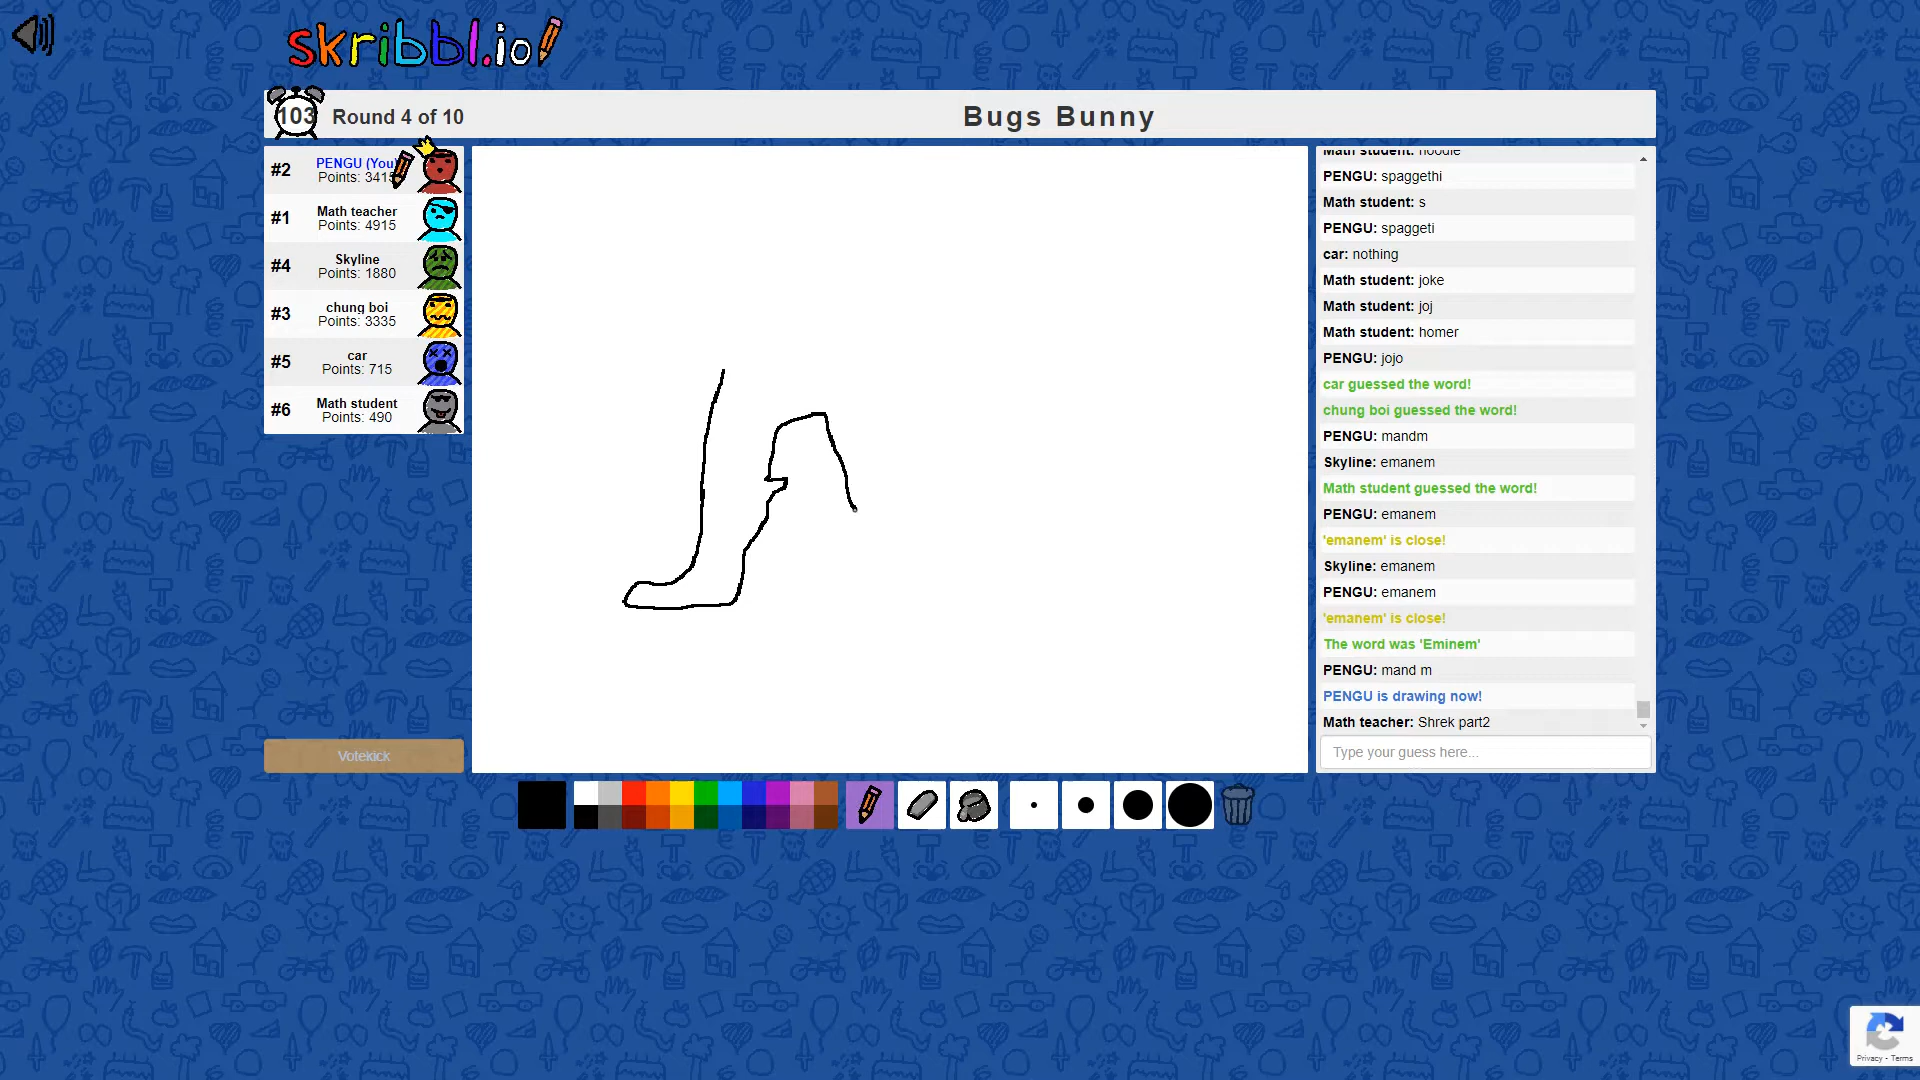 skribbl.io
103
Round 4 of 10
Bugs Bunny
#2
PENGU (You)
Points: 3415
#1
Math teacher
Points: 4915
#4
Skyline
Points: 1880
#3
chung boi
Points: 3335
#5
car
Points: 715
#6
Math student
Points: 490
Votekick
Math student: noodle
PENGU: spaggethi
Math student: s
PENGU: spaggeti
car: nothing
Math student: joke
Math student: joj
Math student: homer
PENGU: jojo
car guessed the word!
chung boi guessed the word!
PENGU: mandm
Skyline: emanem
Math student guessed the word!
PENGU: emanem
'emanem' is close!
Skyline: emanem
PENGU: emanem
'emanem' is close!
The word was 'Eminem'
PENGU: mand m
PENGU is drawing now!
Math teacher: Shrek part2
Type your guess here...
Privacy - Terms